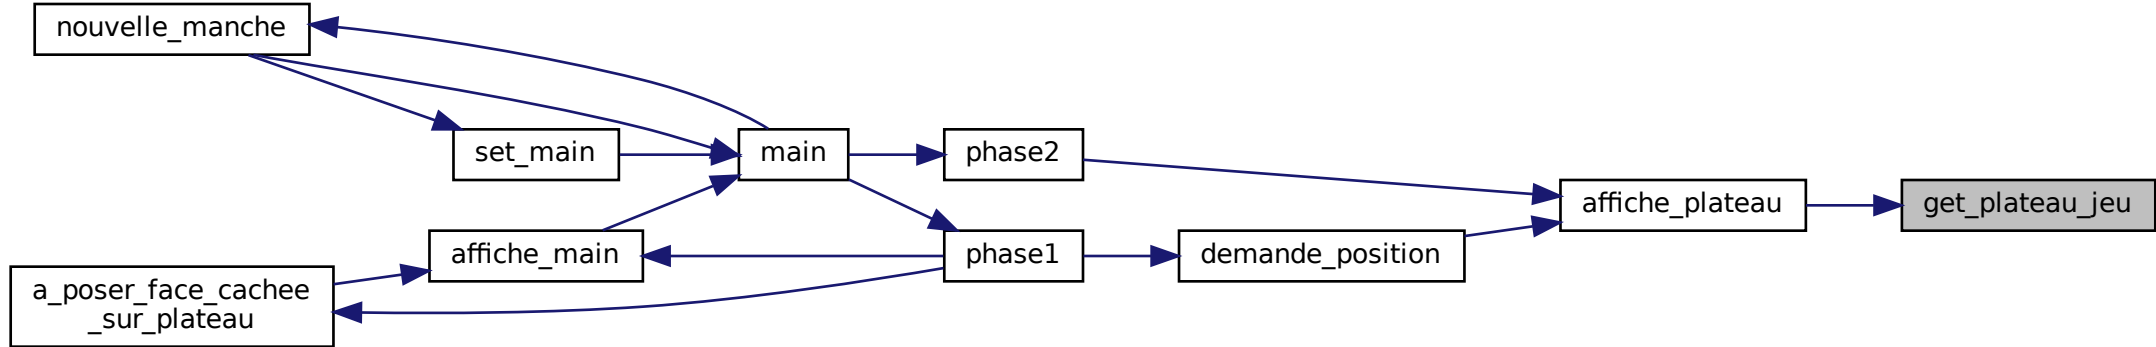 nouvelle_manche
set_main
main
phase2
affiche_plateau
get_plateau_jeu
affiche_main
phase1
demande_position
a_poser_face_cachee
_sur_plateau